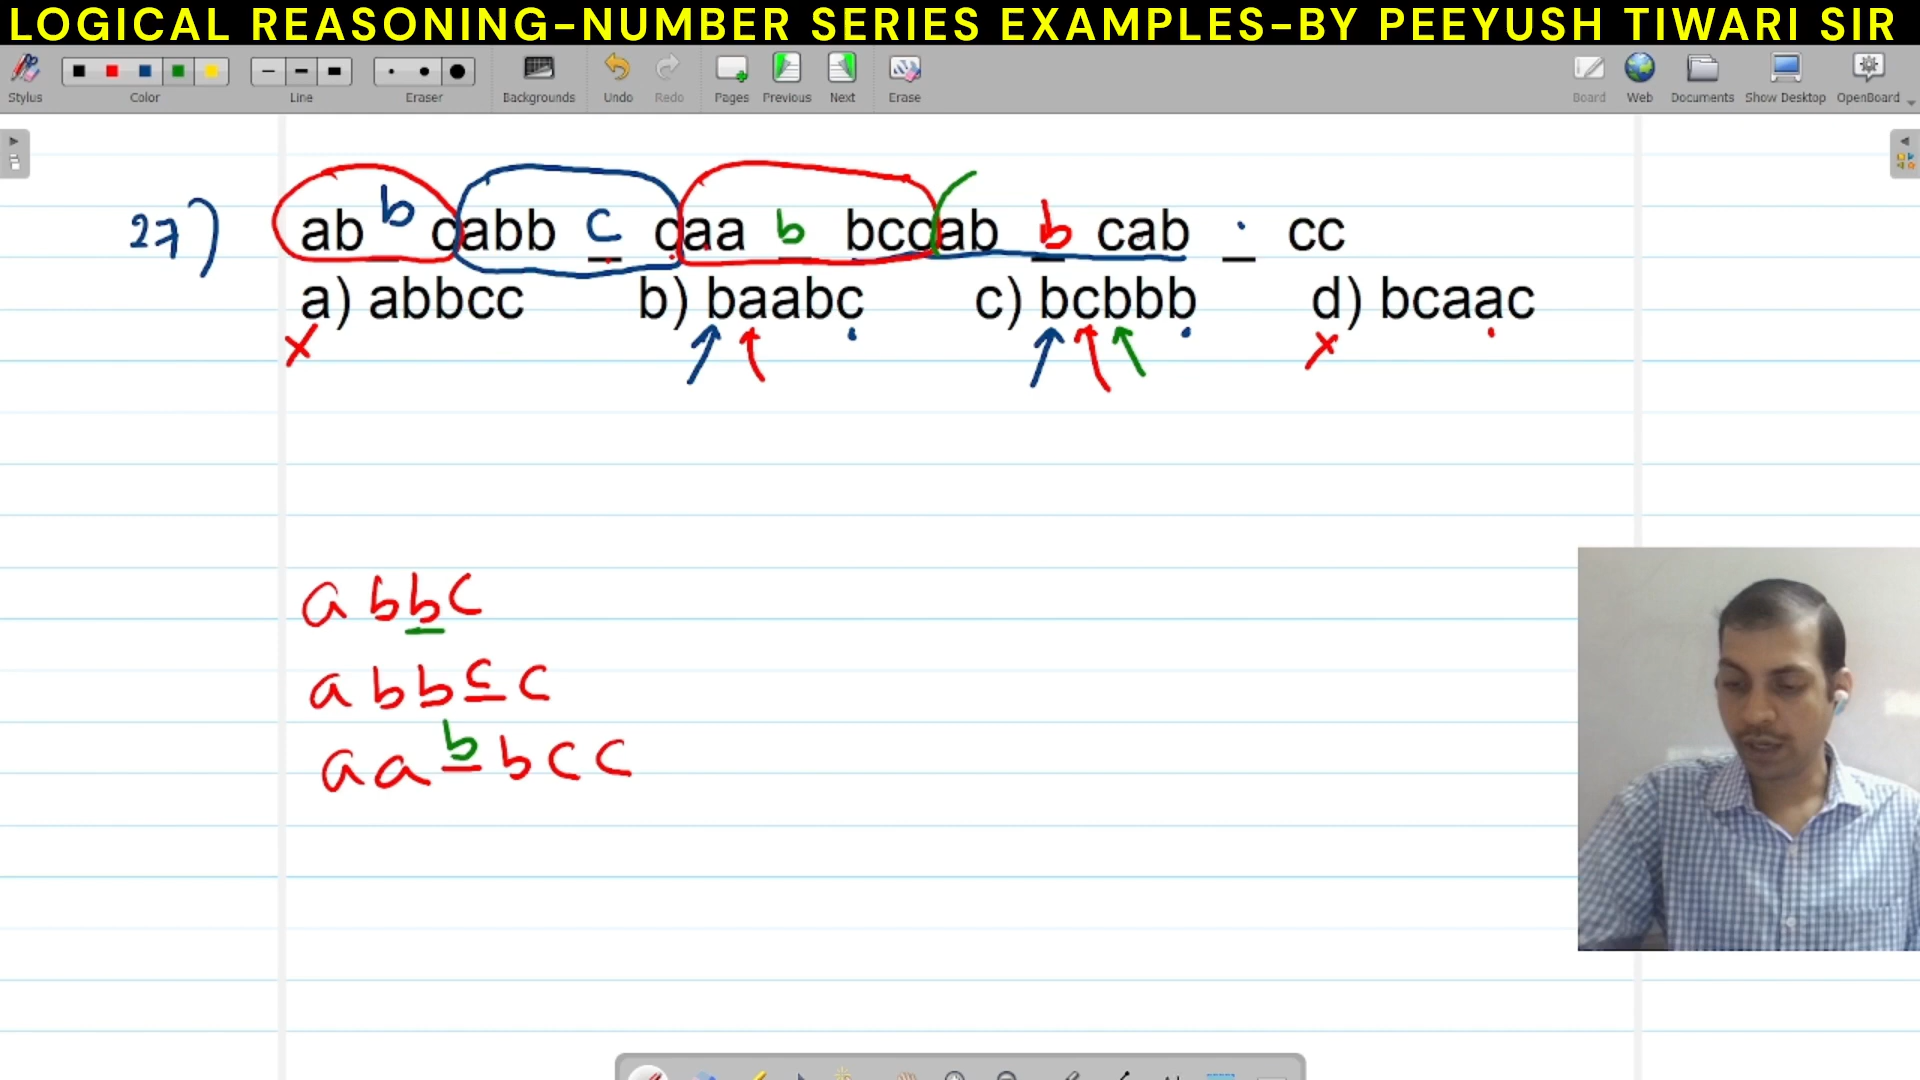 LOGICAL REASONING-NUMBER SERIES EXAMPLES-BY PEEYUSH TIWARI SIR
Stylus Color Line Eraser Backgrounds Undo Redo Pages Previous Next Erase Board Web Documents Show Desktop OpenBoard
27) ab b cabb c caa b bccab b cab _ cc
a) abbcc b) baabc c) bcbbb d) bcaac
abbc
abbcc
aabbcc